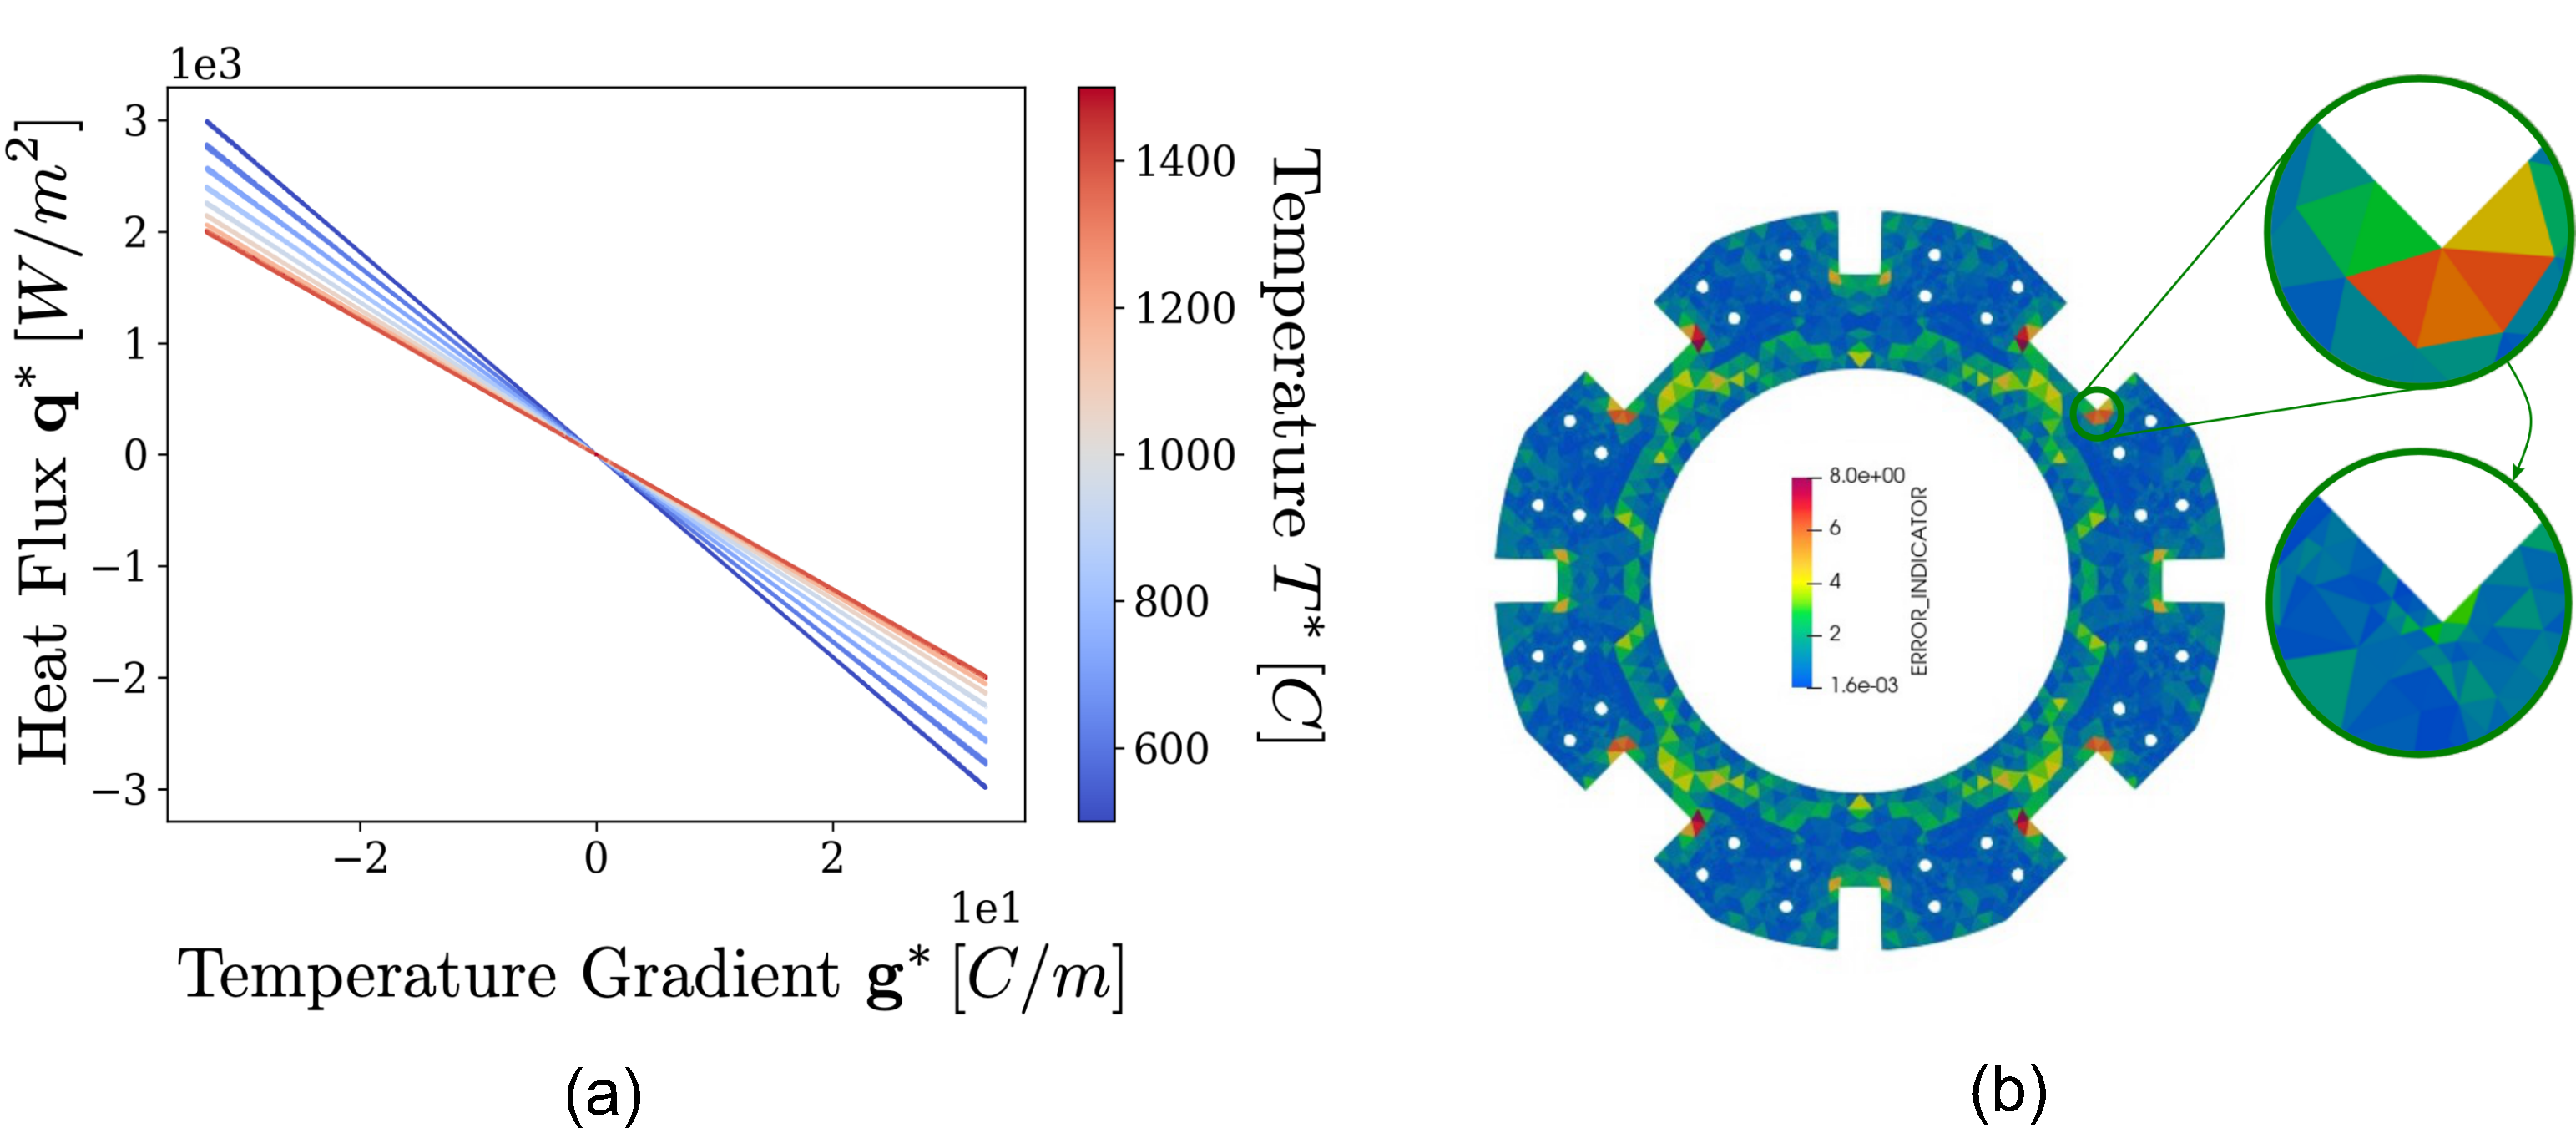 1e3
Heat Flux q* [W/m²]
3
2
1
0
−1
−2
−3
−2
0
2
1e1
Temperature Gradient g* [C/m]
1400
1200
1000
800
600
Temperature T* [C]
(a)
8.0e+00
6
4
2
1.6e-03
ERROR_INDICATOR
(b)